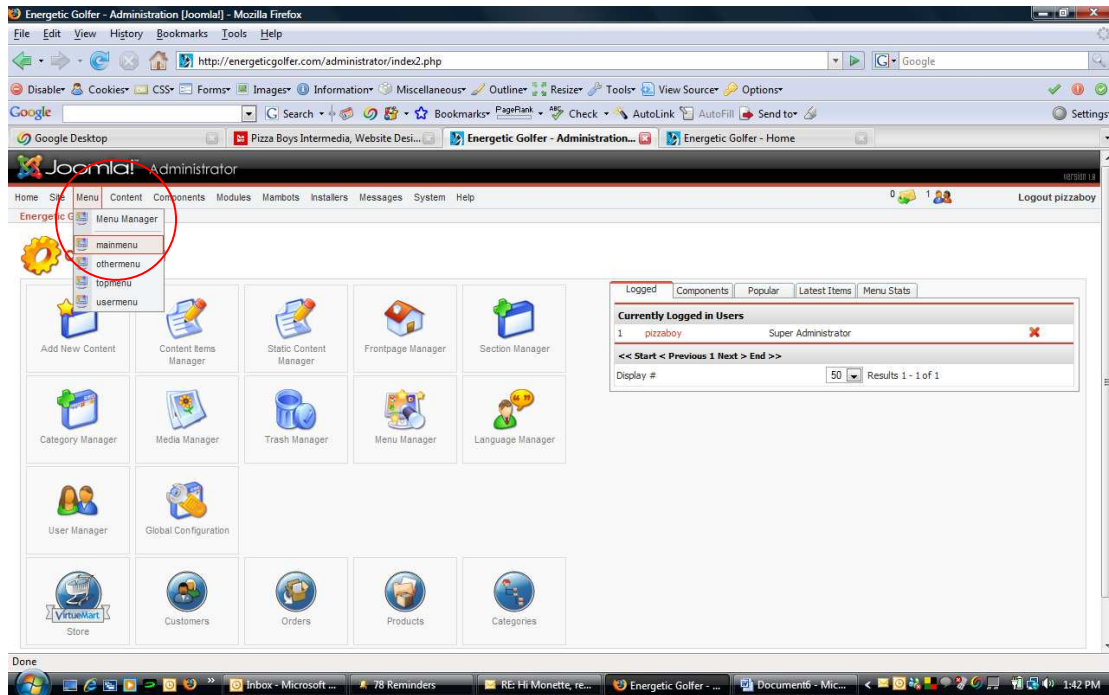 Energetic Golfer - Administration [Joomla!] - Mozilla Firefox
File Edit View History Bookmarks Tools Help
http://energeticgolfer.com/administrator/index2.php
Google
Disable Cookies CSS Forms Images Information Miscellaneous Outline Resize Tools View Source Options
Google Search Bookmarks PageRank Check AutoLink AutoFill Send to Settings
Google Desktop Pizza Boys Intermedia, Website Desi... Energetic Golfer - Administration... Energetic Golfer - Home
Joomla! Administrator
Home Site Menu Content Components Modules Mambots Installers Messages System Help 0 1 Logout pizzaboy
Energetic G
Menu Manager
mainmenu
othermenu
topmenu
usermenu
Add New Content
Content Items Manager
Static Content Manager
Frontpage Manager
Section Manager
Category Manager
Media Manager
Trash Manager
Menu Manager
Language Manager
User Manager
Global Configuration
VirtueMart
Store
Customers
Orders
Products
Categories
Logged Components Popular Latest Items Menu Stats
Currently Logged in Users
1 pizzaboy Super Administrator
<< Start < Previous 1 Next > End >>
Display # 50 Results 1 - 1 of 1
Done
Inbox - Microsoft ... 78 Reminders RE: Hi Monette, re... Energetic Golfer - ... Document6 - Mic... 1:42 PM